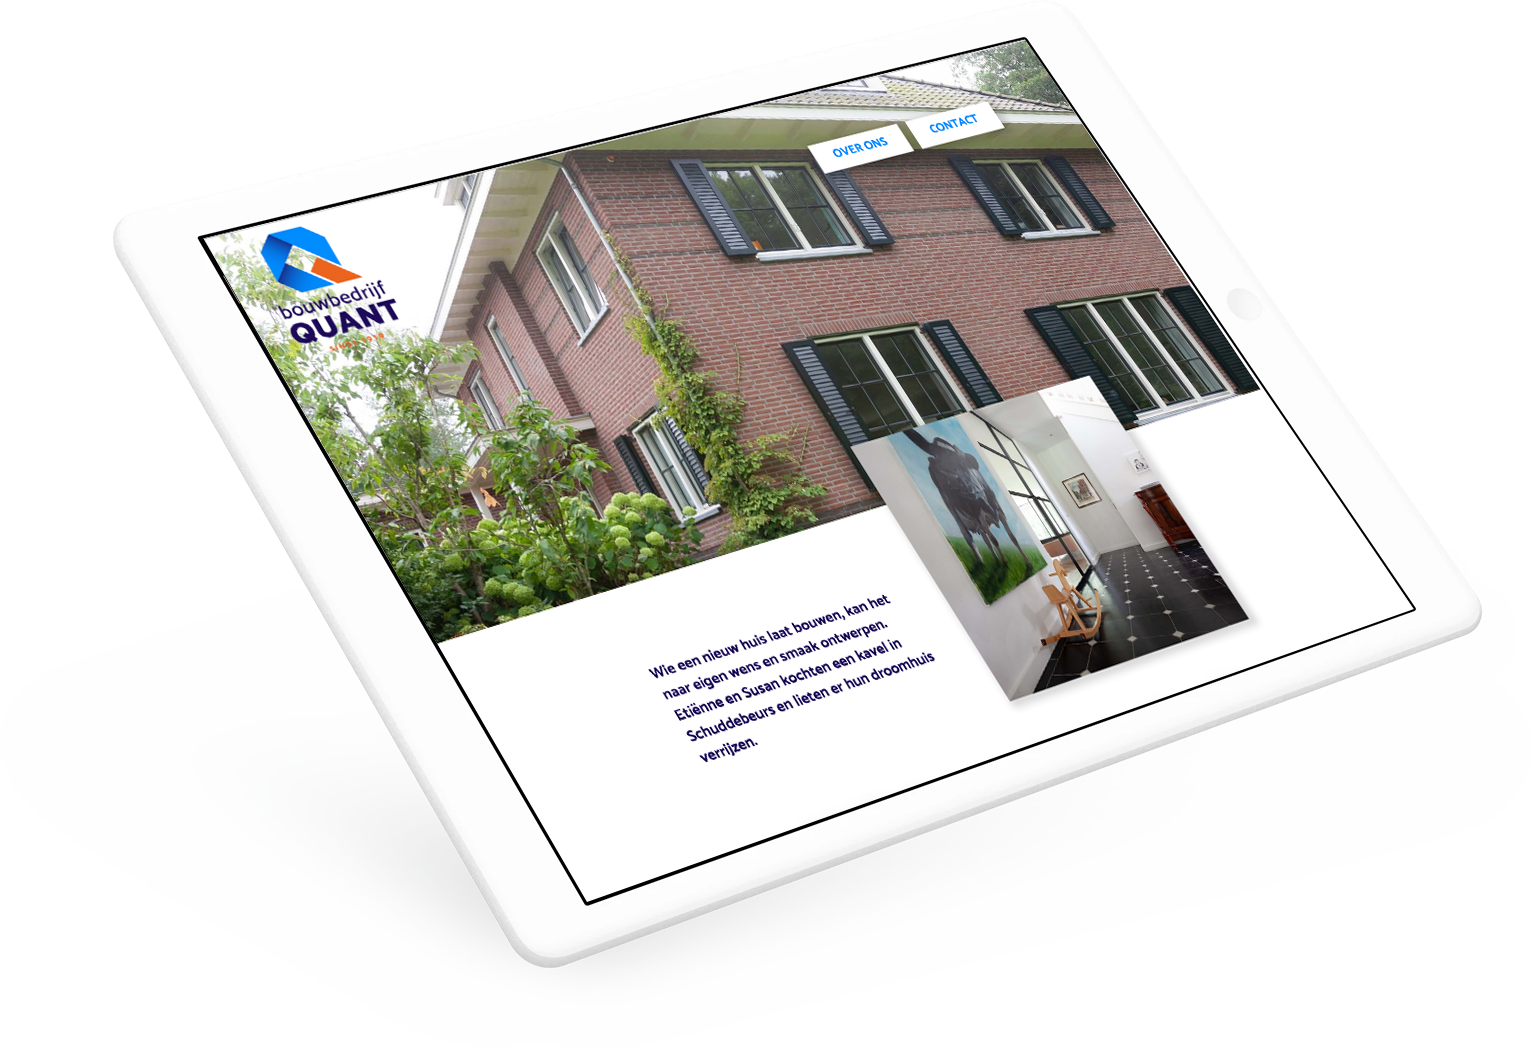 OVER ONS
CONTACT
bouwbedrijf
QUANT
Wie een nieuw huis laat bouwen, kan het
naar eigen wens en smaak ontwerpen.
Etiënne en Susan kochten een kavel in
Schuddebeurs en lieten er hun droomhuis
verrijzen.